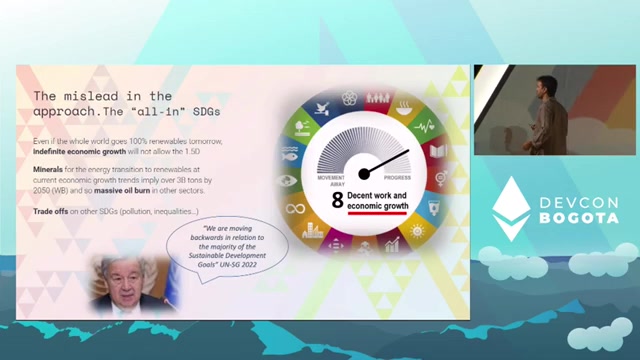 The mislead in the
approach.The “all-in” SDGs
Even if the whole world goes 100% renewables tomorrow,
indefinite economic growth will not allow the 1.5D.
Minerals for the energy transition to renewables at
current economic growth trends imply over 3B tons by
2050 (WB) and so massive oil burn in other sectors.
Trade offs on other SDGs (pollution, inequalities...)
“We are moving
backwards in relation to
the majority of the
Sustainable Development
Goals” UN-SG 2022
MOVEMENT
AWAY
PROGRESS
8 Decent work and
economic growth
DEVCON
BOGOTA